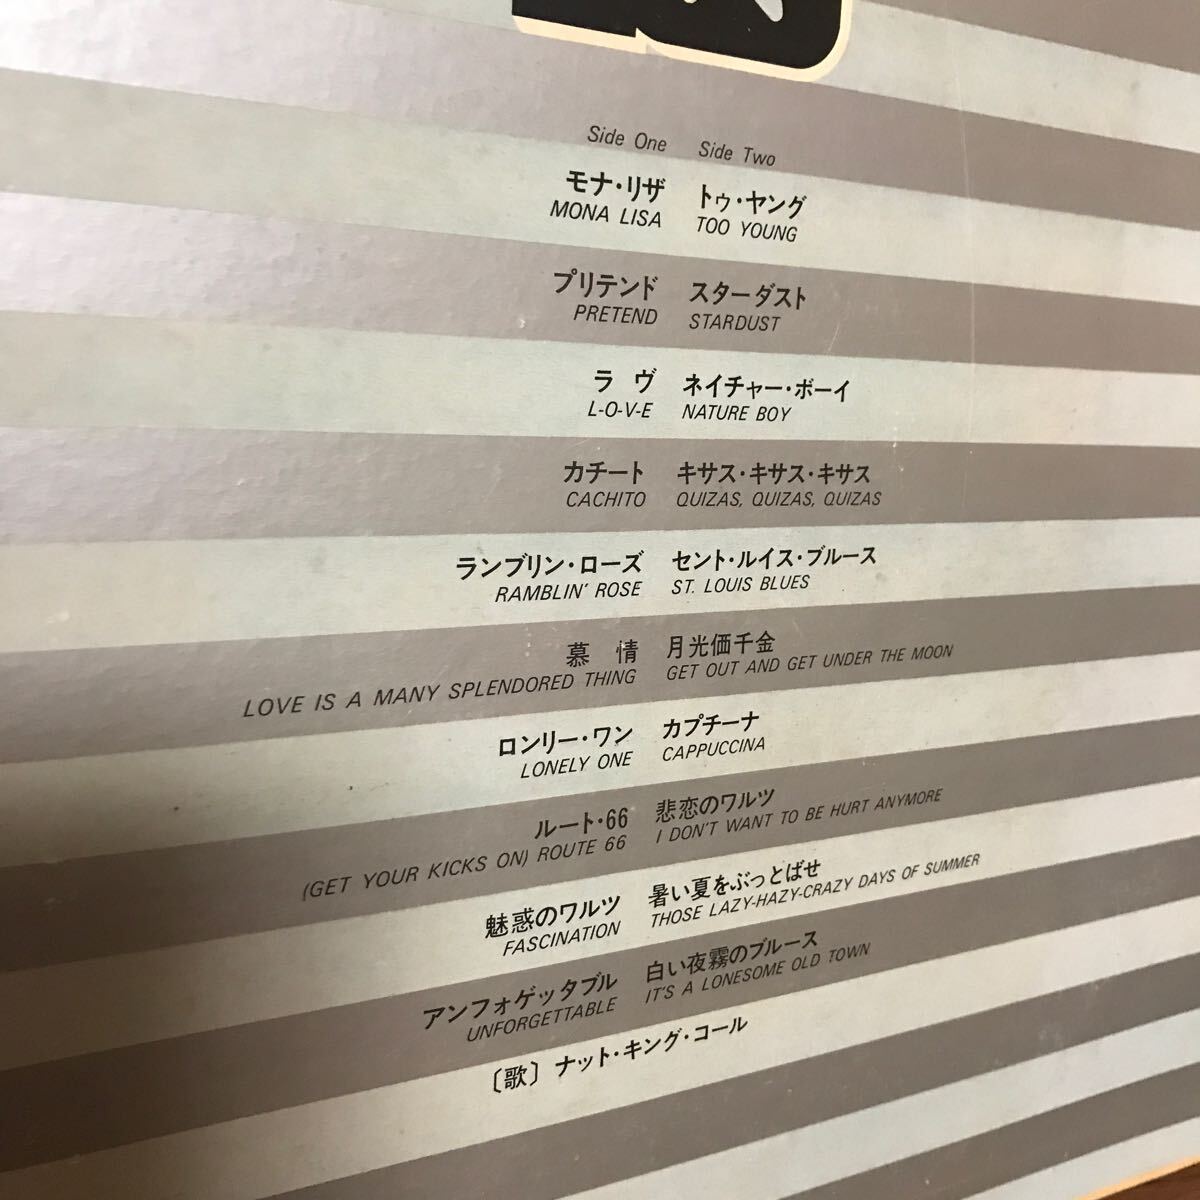 Side One Side Two
モナ・リザ トゥ・ヤング
MONA LISA TOO YOUNG
プリテンド スターダスト
PRETEND STARDUST
ラ ヴ ネイチャー・ボーイ
L-O-V-E NATURE BOY
カチート キサス・キサス・キサス
CACHITO QUIZAS, QUIZAS, QUIZAS
ランブリン・ローズ セント・ルイス・ブルース
RAMBLIN' ROSE ST. LOUIS BLUES
慕 情 月光価千金
LOVE IS A MANY SPLENDORED THING GET OUT AND GET UNDER THE MOON
ロンリー・ワン カプチーナ
LONELY ONE CAPPUCCINA
ルート・66 悲恋のワルツ
(GET YOUR KICKS ON) ROUTE 66 I DON'T WANT TO BE HURT ANYMORE
魅惑のワルツ 暑い夏をぶっとばせ
FASCINATION THOSE LAZY-HAZY-CRAZY DAYS OF SUMMER
アンフォゲッタブル 白い夜霧のブルース
UNFORGETTABLE IT'S A LONESOME OLD TOWN
〔歌〕ナット・キング・コール